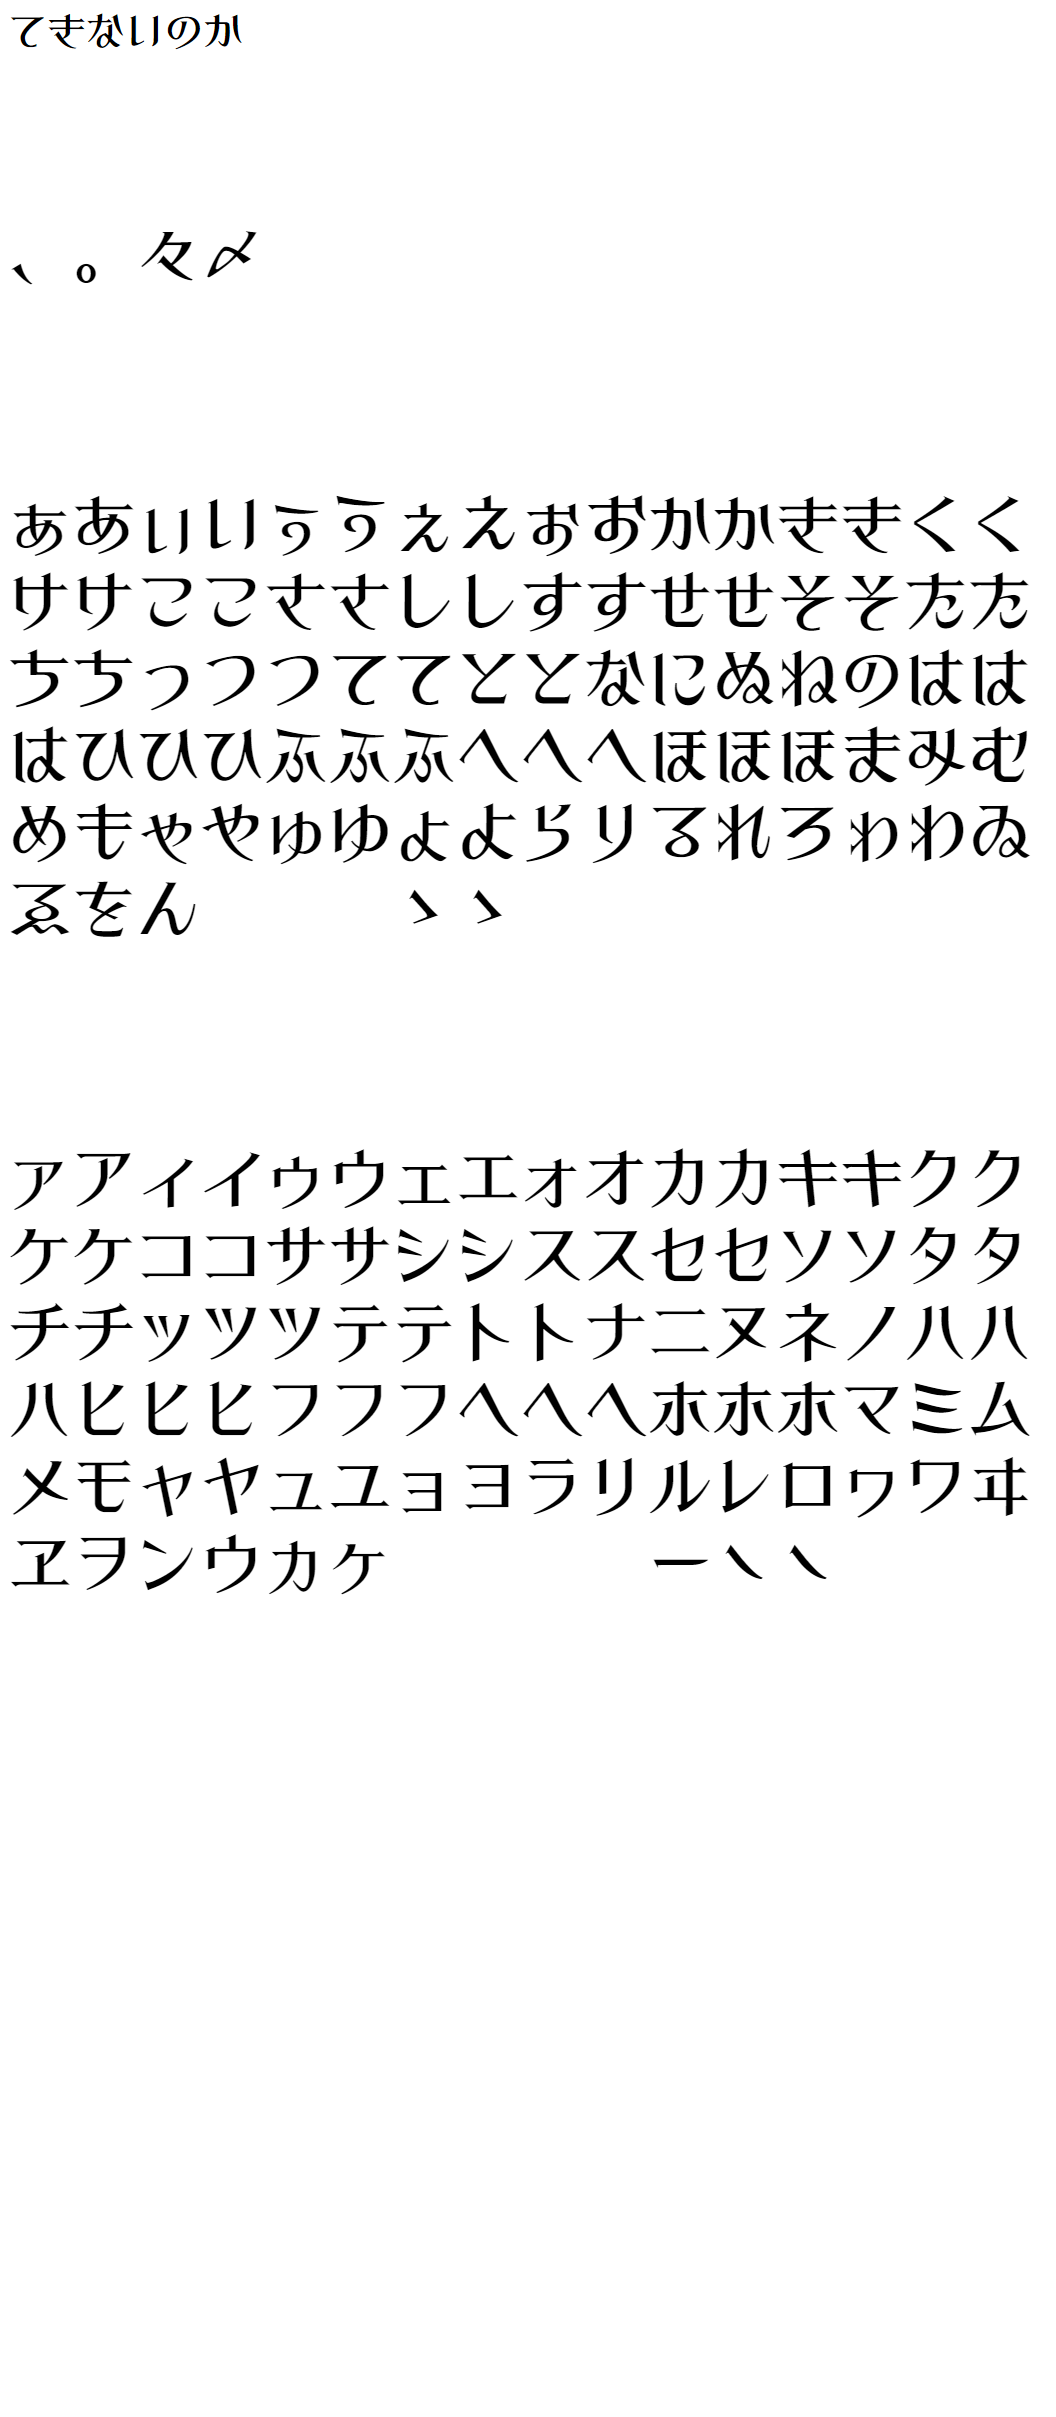 てきないのか
、。々〆
ぁあぃいぅうぇえぉおかかききくく
けけここささししすすせせそそたた
ちちっつつててととなにぬねのはは
はひひひふふふへへへほほほまみむ
めもゃやゅゆょよらりるれろゎわゐ
ゑをんゝゝ
ァアィイゥウェエォオカカキキクク
ケケココササシシススセセソソタタ
チチッツツテテトトナニヌネノハハ
ハヒヒヒフフフヘヘヘホホホマミム
メモャヤュユョヨラリルレロヮワヰ
ヱヲンウヵヶーヽヽ